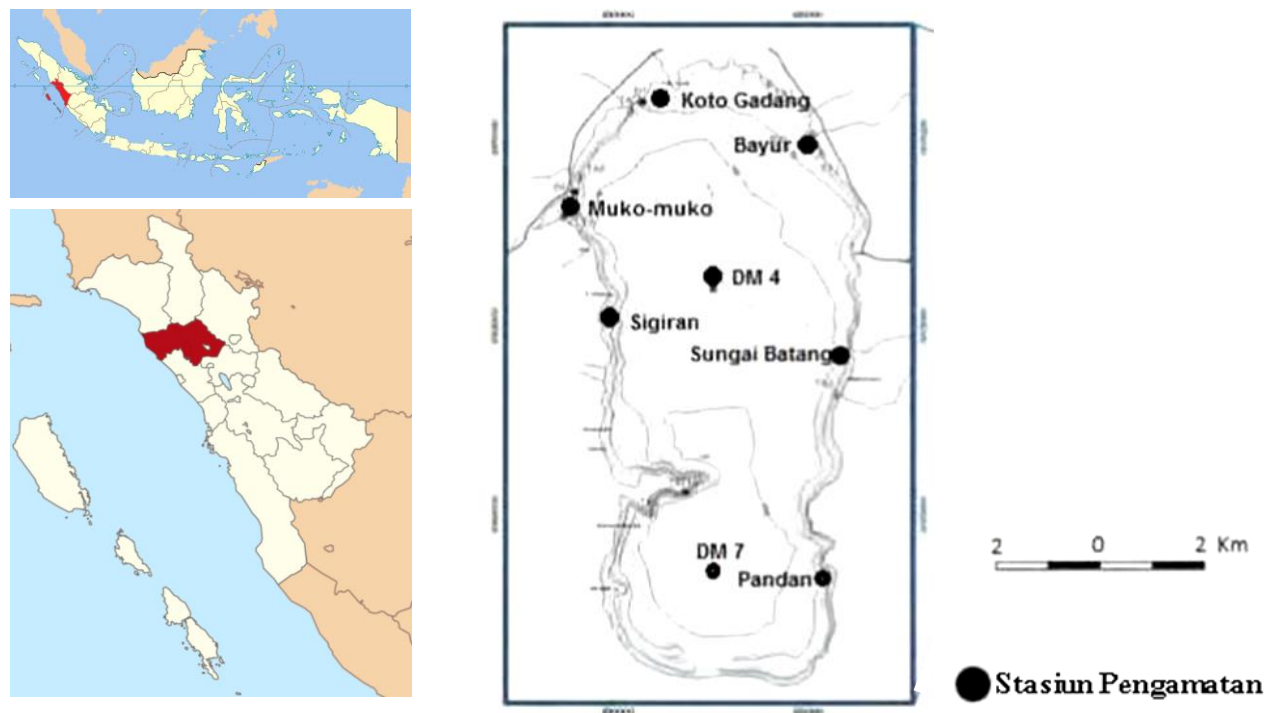 Koto Gadang
Bayur
Muko-muko
DM 4
Sigiran
Sungai Batang
DM 7
Pandan
2 0 2 Km
Stasiun Pengamatan